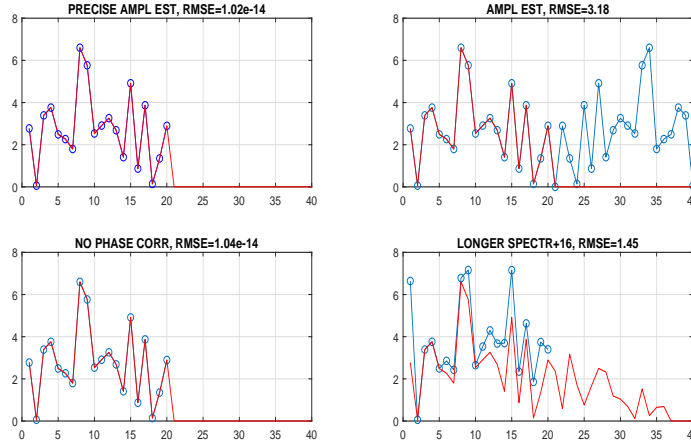 PRECISE AMPL EST, RMSE=1.02e-14
8
6
4
2
0
0 5 10 15 20 25 30 35 40
AMPL EST, RMSE=3.18
8
6
4
2
0
0 5 10 15 20 25 30 35 40
NO PHASE CORR, RMSE=1.04e-14
8
6
4
2
0
0 5 10 15 20 25 30 35 40
LONGER SPECTR+16, RMSE=1.45
8
6
4
2
0
0 5 10 15 20 25 30 35 40